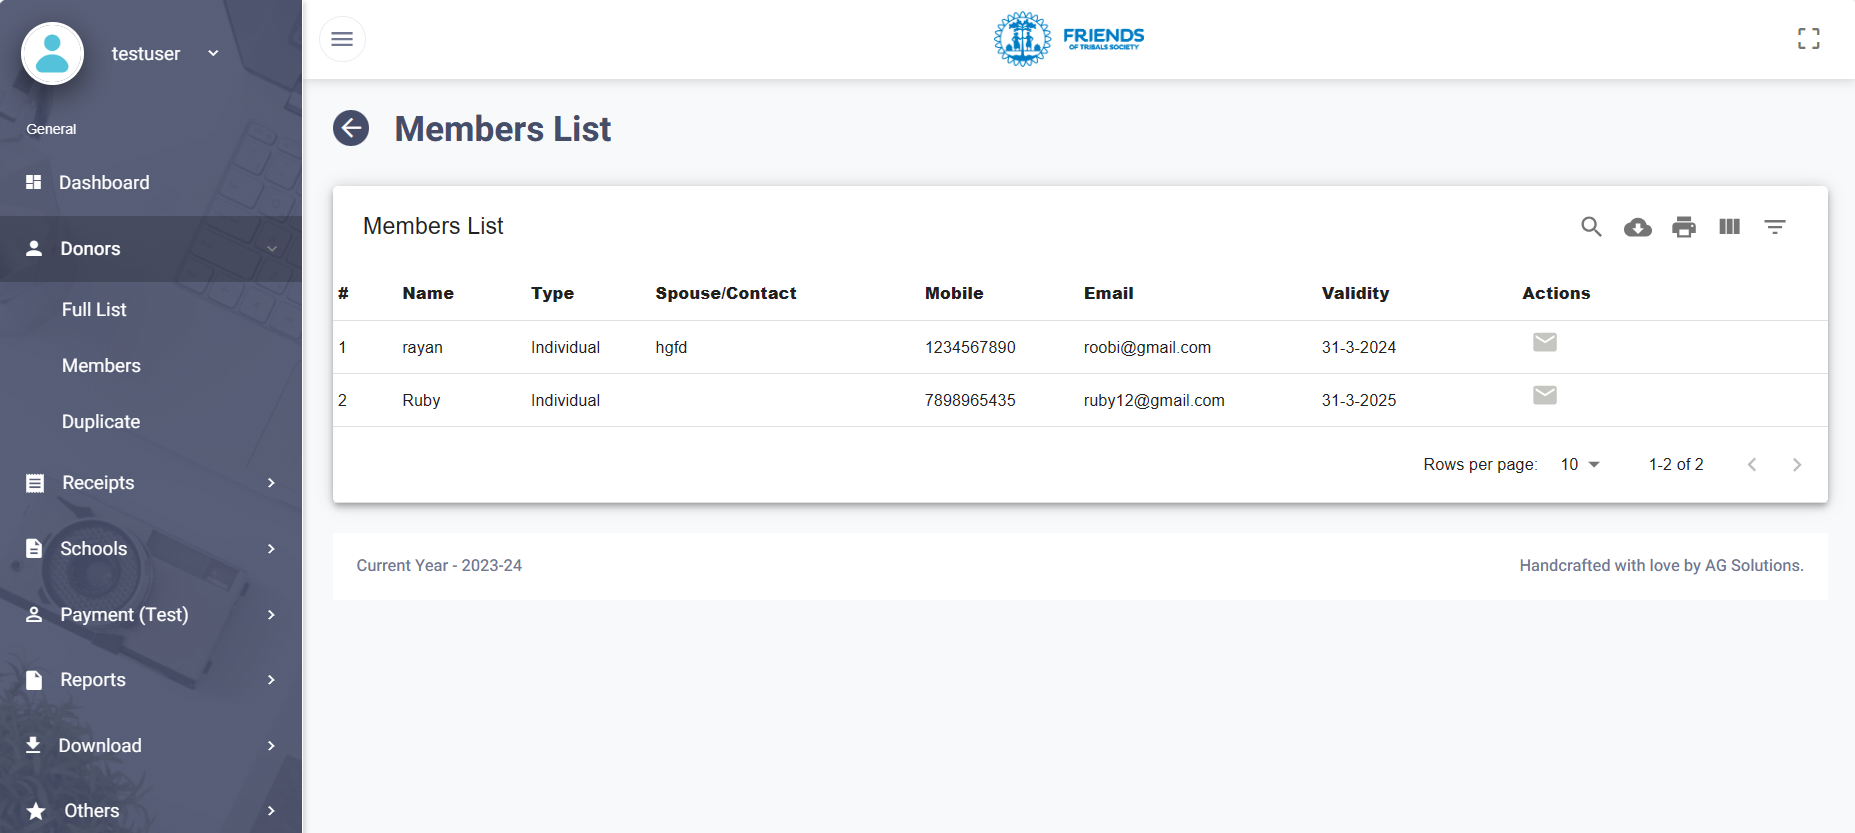 testuser
General
Dashboard
Donors
Full List
Members
Duplicate
Receipts
Schools
Payment (Test)
Reports
Download
Others
FRIENDS
OF TRIBALS SOCIETY
Members List
Members List
# Name Type Spouse/Contact Mobile Email Validity Actions
1 rayan Individual hgfd 1234567890 roobi@gmail.com 31-3-2024
2 Ruby Individual 7898965435 ruby12@gmail.com 31-3-2025
Rows per page: 10 1-2 of 2
Current Year - 2023-24 Handcrafted with love by AG Solutions.